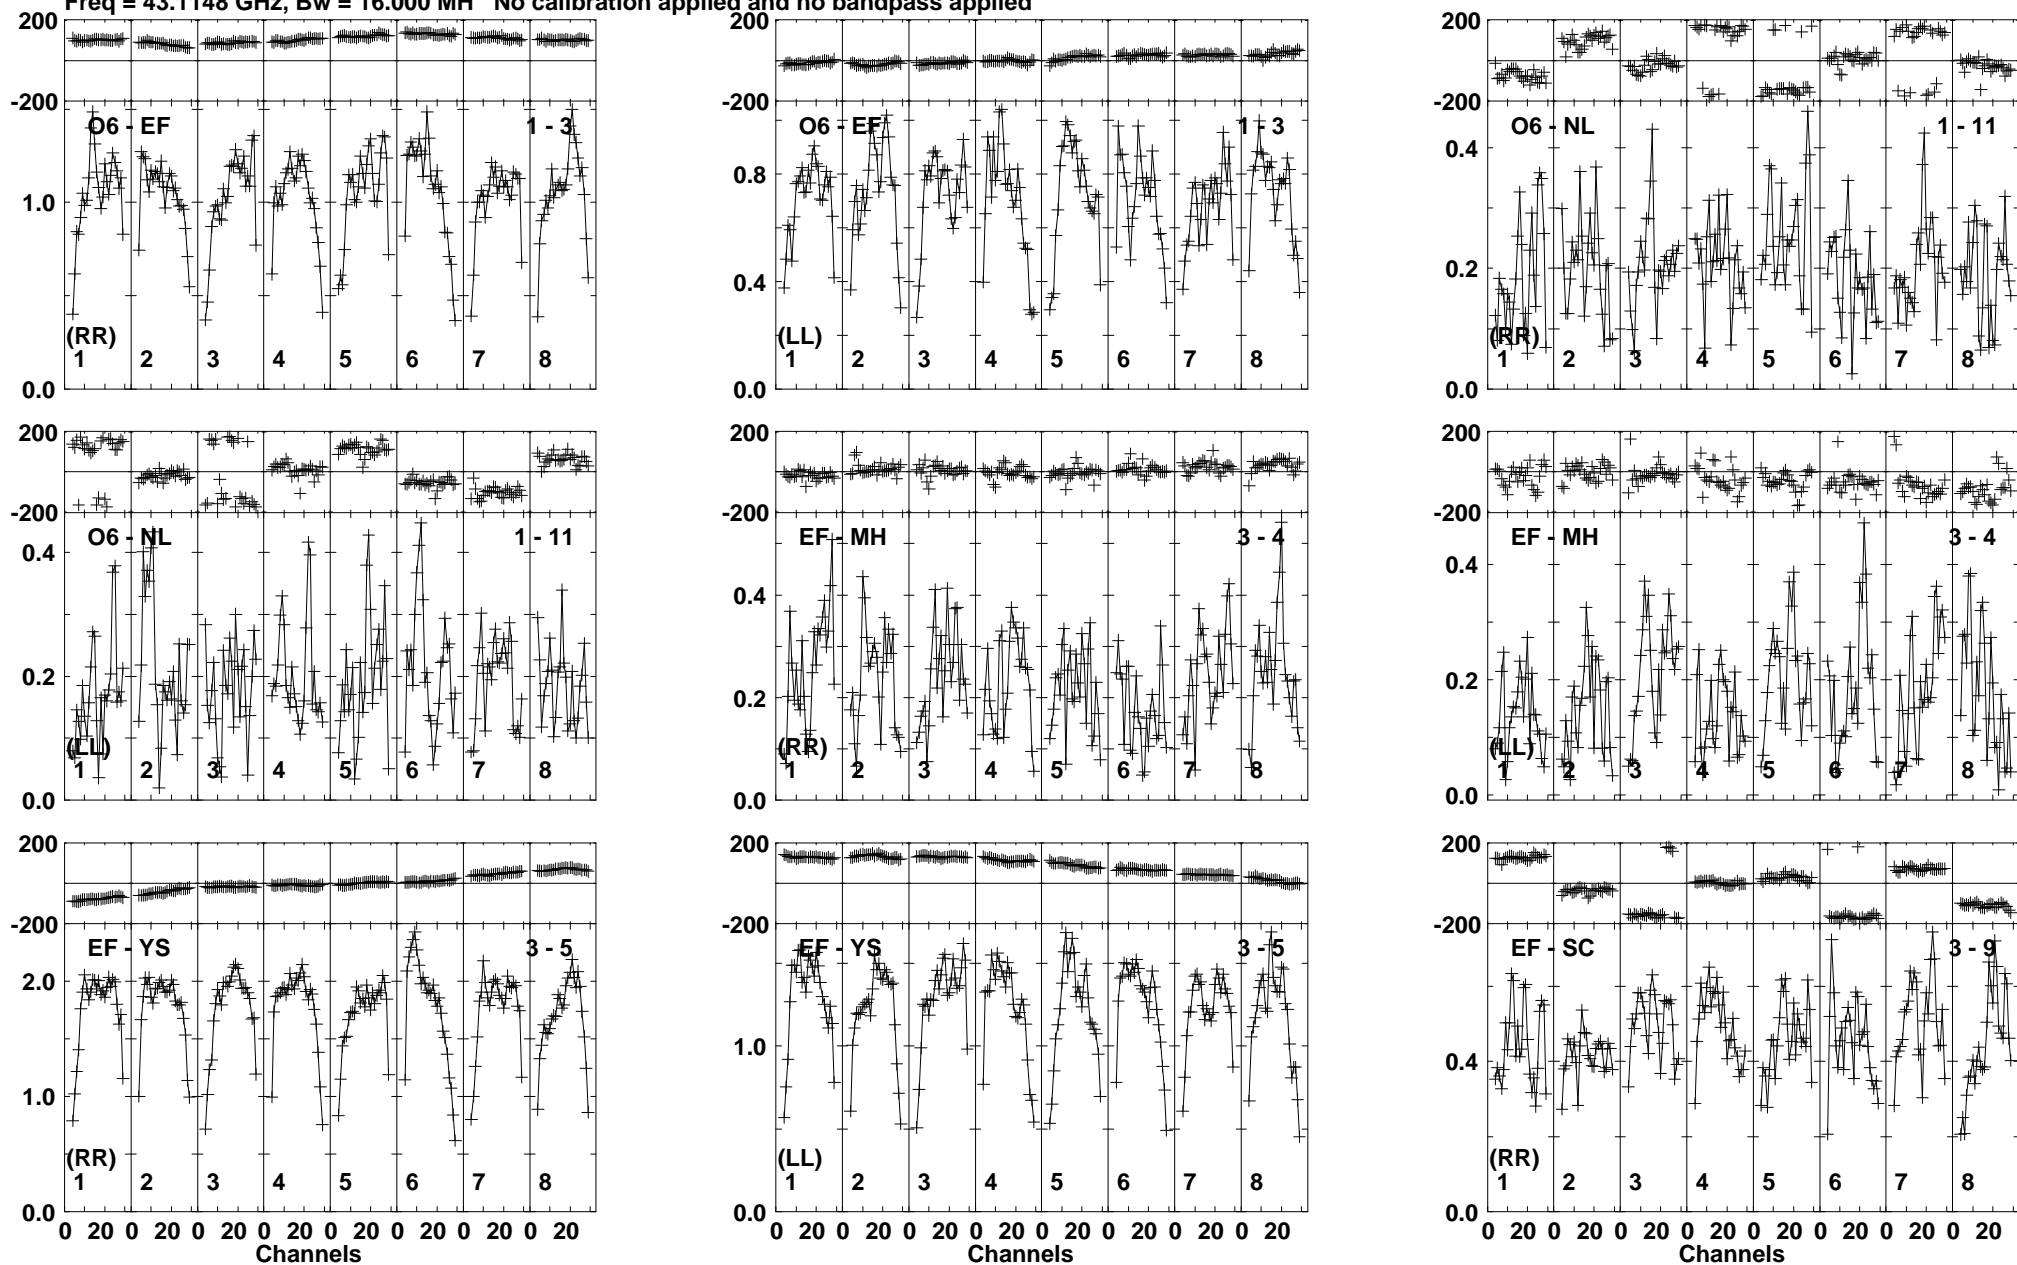 Freq = 43.1148 GHz, Bw = 16.000 MH No calibration applied and no bandpass applied
200 200 200
-200 -200 -200
O6 - EF 1 - 3 O6 - EF 1 - 3 O6 - NL 1 - 11
0.4
0.8
1.0
0.2
0.4
(RR) (LL) (RR)
1 2 3 4 5 6 7 8 1 2 3 4 5 6 7 8 1 2 3 4 5 6 7 8
0.0 0.0 0.0
200 200 200
-200 -200 -200
O6 - NL 1 - 11 EF - MH 3 - 4 EF - MH 3 - 4
0.4 0.4 0.4
0.2 0.2 0.2
(LL) (RR) (LL)
1 2 3 4 5 6 7 8 1 2 3 4 5 6 7 8 1 2 3 4 5 6 7 8
0.0 0.0 0.0
200 200 200
-200 -200 -200
EF - YS 3 - 5 EF - YS 3 - 5 EF - SC 3 - 9
2.0
1.0 0.4
1.0
(RR) (LL) (RR)
1 2 3 4 5 6 7 8 1 2 3 4 5 6 7 8 1 2 3 4 5 6 7 8
0.0 0.0 0.0
0 20 0 20 0 20 0 20 0 20 0 20 0 20 0 20 0 20 0 20 0 20 0 20 0 20 0 20 0 20 0 20 0 20 0 20 0 20 0 20 0 20 0 20 0 20 0 20
Channels Channels Channels